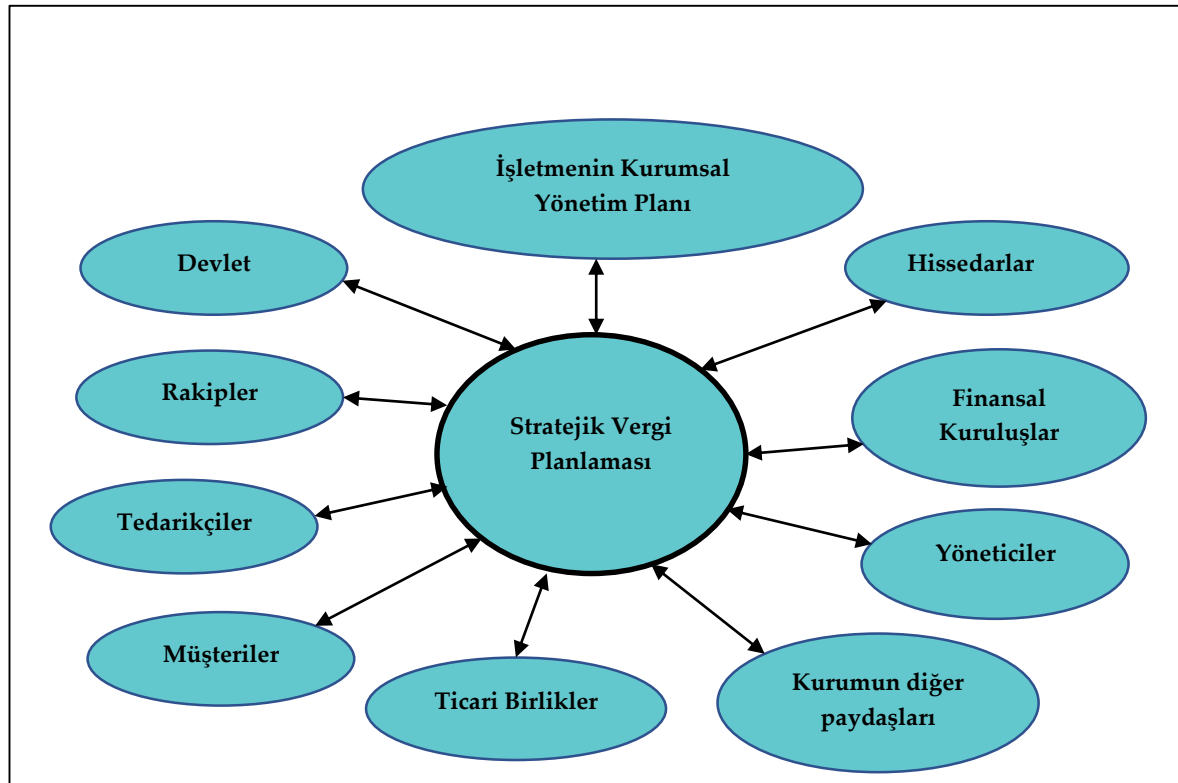 İşletmenin Kurumsal
Yönetim Planı
Devlet
Hissedarlar
Rakipler
Finansal
Kuruluşlar
Stratejik Vergi
Planlaması
Tedarikçiler
Yöneticiler
Müşteriler
Ticari Birlikler
Kurumun diğer
paydaşları